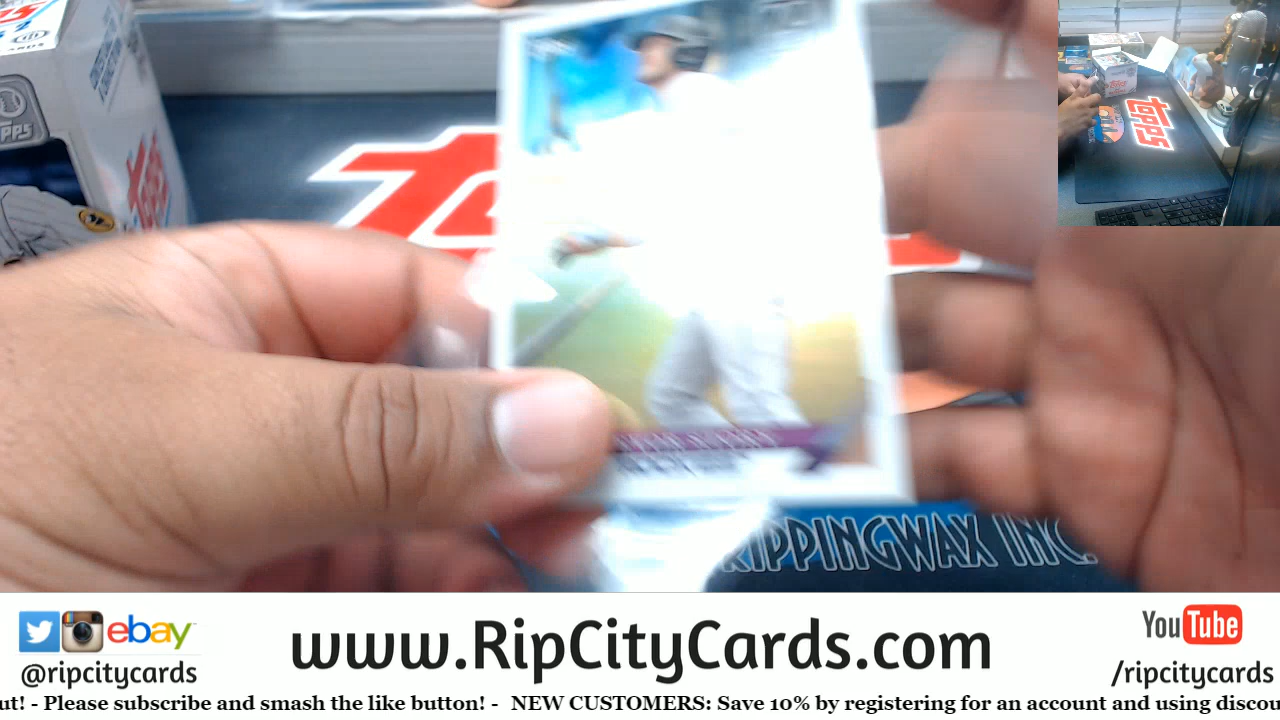 TOPPS
topps
RIPPINGWAX INC.
ebay
@ripcitycards
www.RipCityCards.com
YouTube
/ripcitycards
ut! - Please subscribe and smash the like button! - NEW CUSTOMERS: Save 10% by registering for an account and using discou